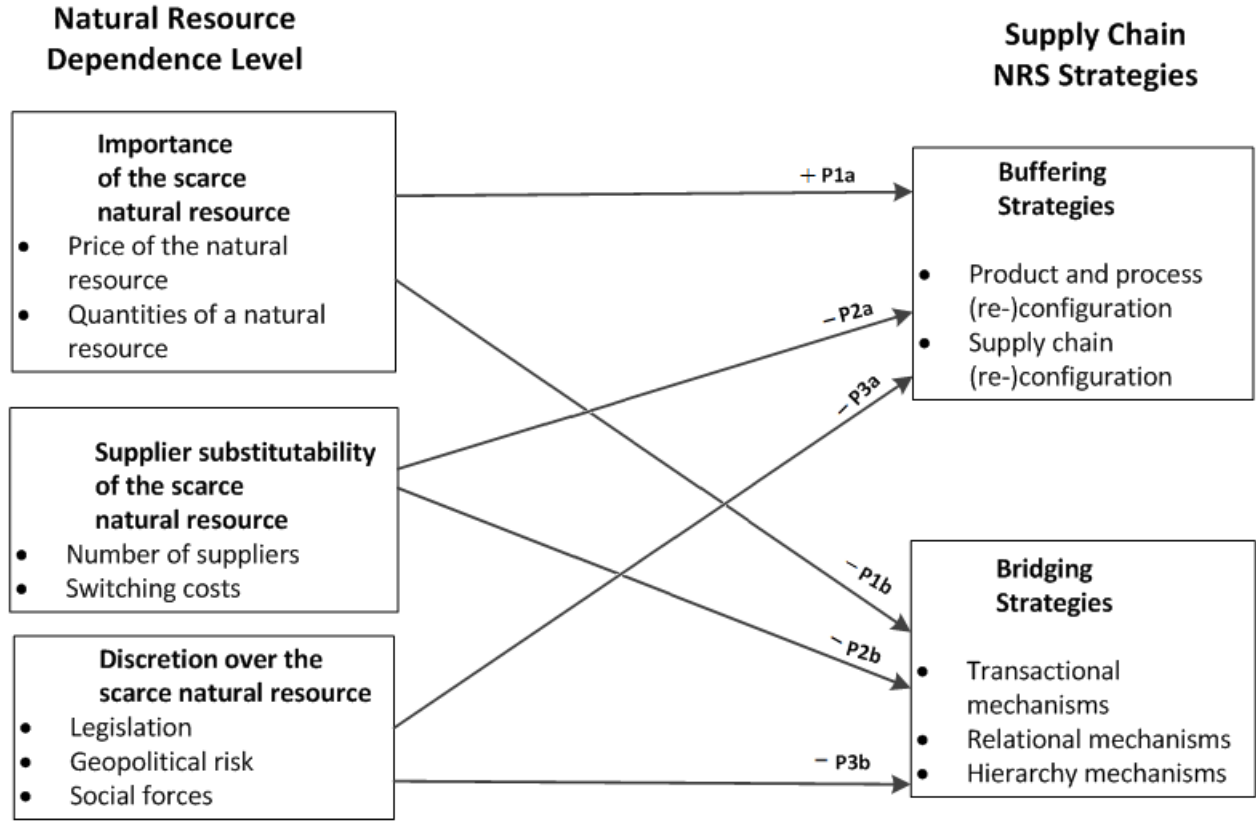 Natural Resource
Dependence Level
Importance
of the scarce
natural resource
• Price of the natural
resource
• Quantities of a natural
resource
Supplier substitutability
of the scarce
natural resource
• Number of suppliers
• Switching costs
Discretion over the
scarce natural resource
• Legislation
• Geopolitical risk
• Social forces
+ P1a
– P2a
– P3a
– P1b
– P2b
– P3b
Supply Chain
NRS Strategies
Buffering
Strategies
• Product and process
(re-)configuration
• Supply chain
(re-)configuration
Bridging
Strategies
• Transactional
mechanisms
• Relational mechanisms
• Hierarchy mechanisms